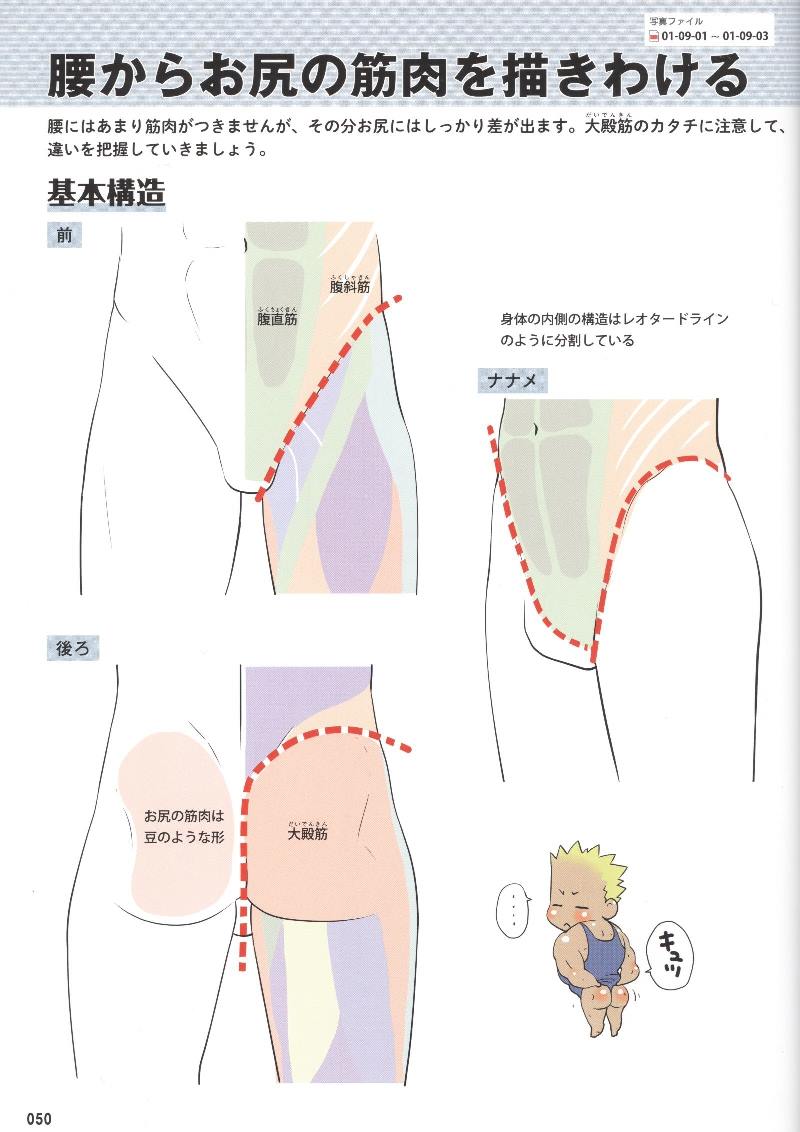 写真ファイル
01-09-01 ~ 01-09-03
腰からお尻の筋肉を描きわける
腰にはあまり筋肉がつきませんが、その分お尻にはしっかり差が出ます。大殿筋のカタチに注意して、
だいでんきん
違いを把握していきましょう。
基本構造
前
ふくしゃきん
腹斜筋
ふくちょくきん
腹直筋
身体の内側の構造はレオタードライン
のように分割している
ナナメ
後ろ
お尻の筋肉は
豆のような形
だいでんきん
大殿筋
・・・・
キュッ
050